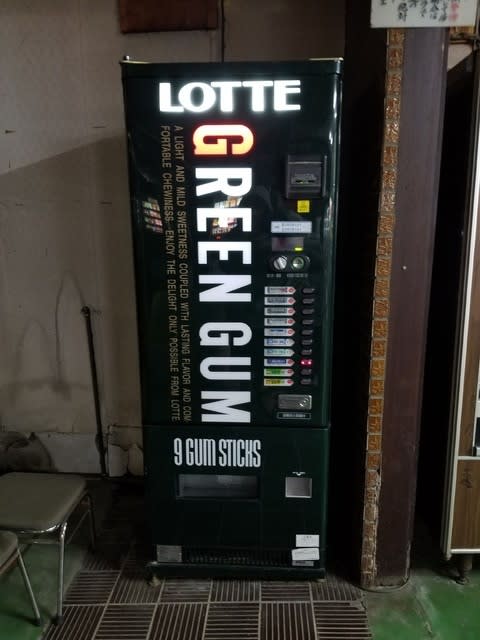 LOTTE
GREEN GUM
A LIGHT AND MILD SWEETNESS COUPLED WITH LASTING FLAVOR AND COM
FORTABLE CHEWINESS—ENJOY THE DELIGHT ONLY POSSIBLE FROM LOTTE
9 GUM STICKS